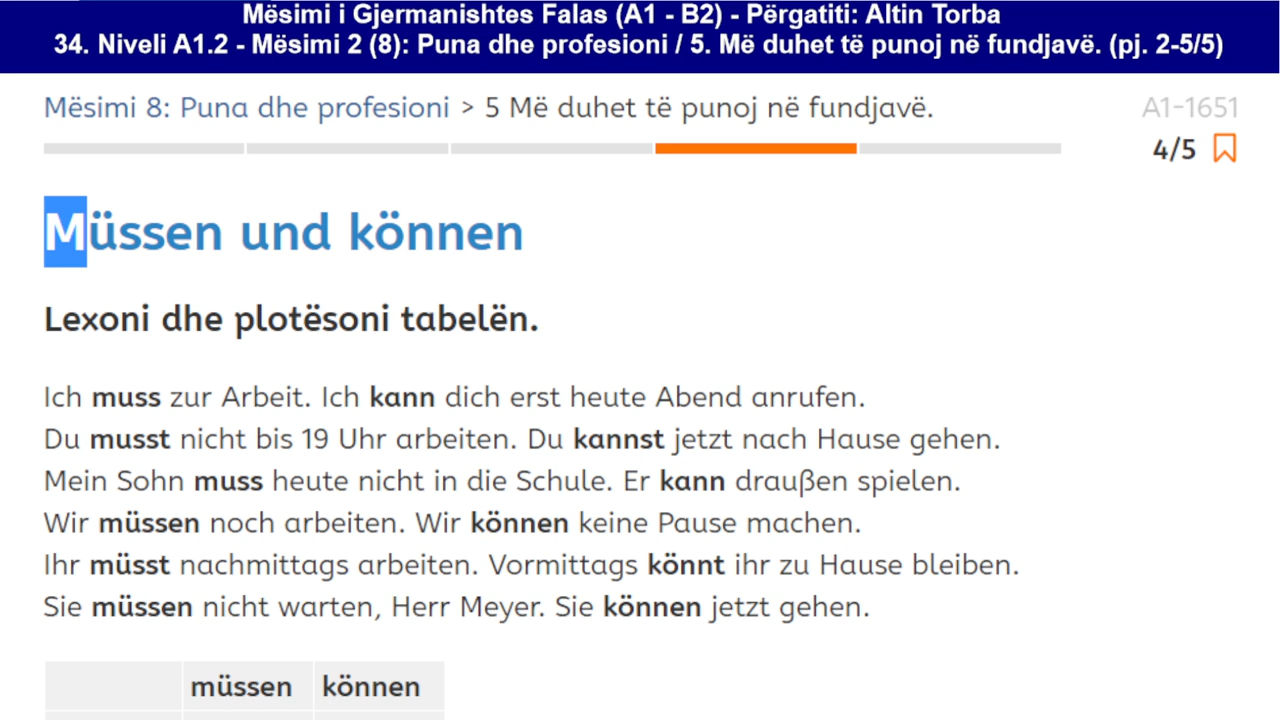 Mësimi i Gjermanishtes Falas (A1 - B2) - Përgatiti: Altin Torba
34. Niveli A1.2 - Mësimi 2 (8): Puna dhe profesioni / 5. Më duhet të punoj në fundjavë. (pj. 2-5/5)
Mësimi 8: Puna dhe profesioni > 5 Më duhet të punoj në fundjavë.
A1-1651
4/5
Müssen und können
Lexoni dhe plotësoni tabelën.
Ich muss zur Arbeit. Ich kann dich erst heute Abend anrufen.
Du musst nicht bis 19 Uhr arbeiten. Du kannst jetzt nach Hause gehen.
Mein Sohn muss heute nicht in die Schule. Er kann draußen spielen.
Wir müssen noch arbeiten. Wir können keine Pause machen.
Ihr müsst nachmittags arbeiten. Vormittags könnt ihr zu Hause bleiben.
Sie müssen nicht warten, Herr Meyer. Sie können jetzt gehen.
müssen können